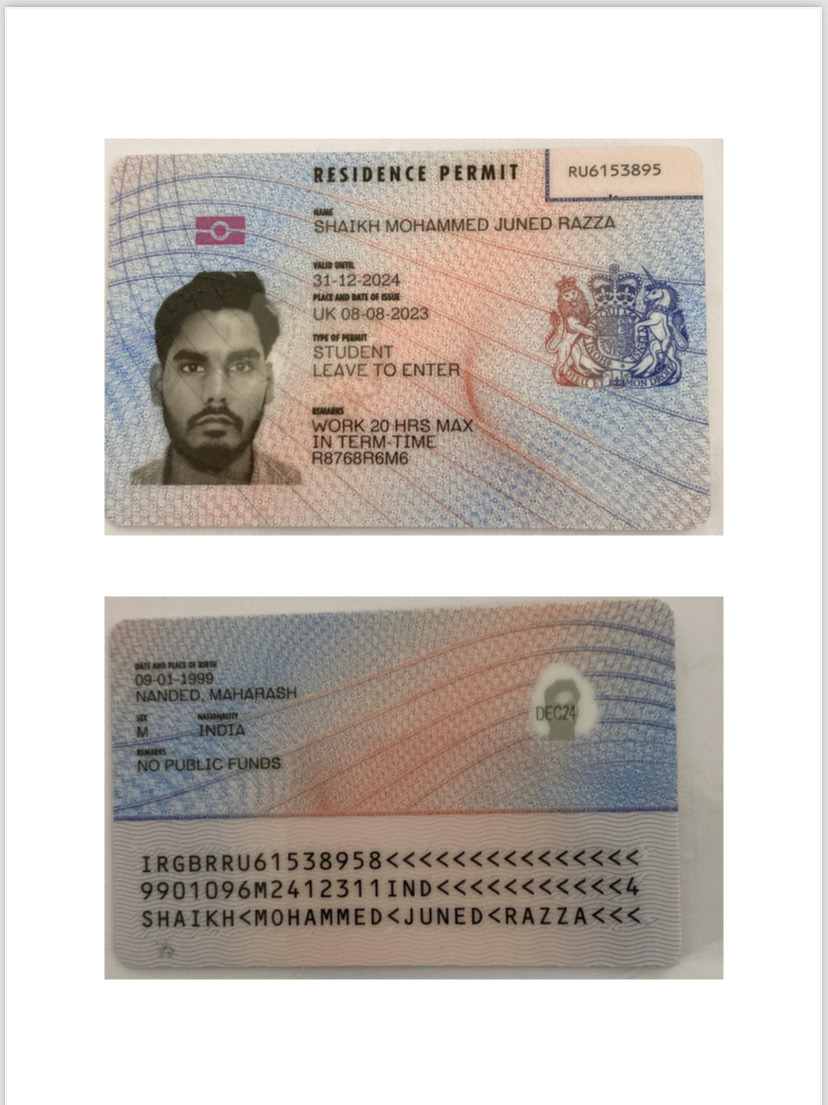 RESIDENCE PERMIT
RU6153895
NAME
SHAIKH MOHAMMED JUNED RAZZA
VALID UNTIL
31-12-2024
PLACE AND DATE OF ISSUE
UK 08-08-2023
TYPE OF PERMIT
STUDENT
LEAVE TO ENTER
REMARKS
WORK 20 HRS MAX
IN TERM-TIME
R8768R6M6
DATE AND PLACE OF BIRTH
09-01-1999
NANDED, MAHARASH
SEX NATIONALITY
M INDIA
REMARKS
NO PUBLIC FUNDS
DEC24
IRGBRRU61538958<<<<<<<<<<<<<<<
9901096M2412311IND<<<<<<<<<<<4
SHAIKH<MOHAMMED<JUNED<RAZZA<<<